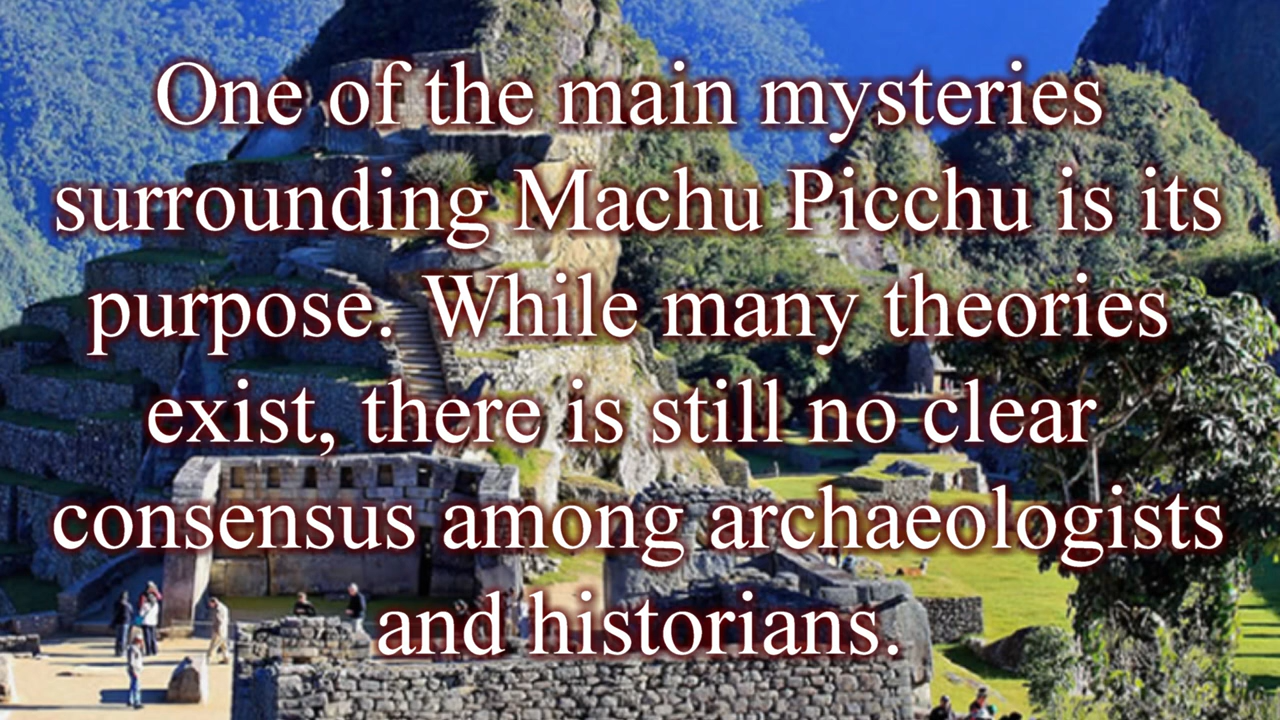 One of the main mysteries
surrounding Machu Picchu is its
purpose. While many theories
exist, there is still no clear
consensus among archaeologists
and historians.